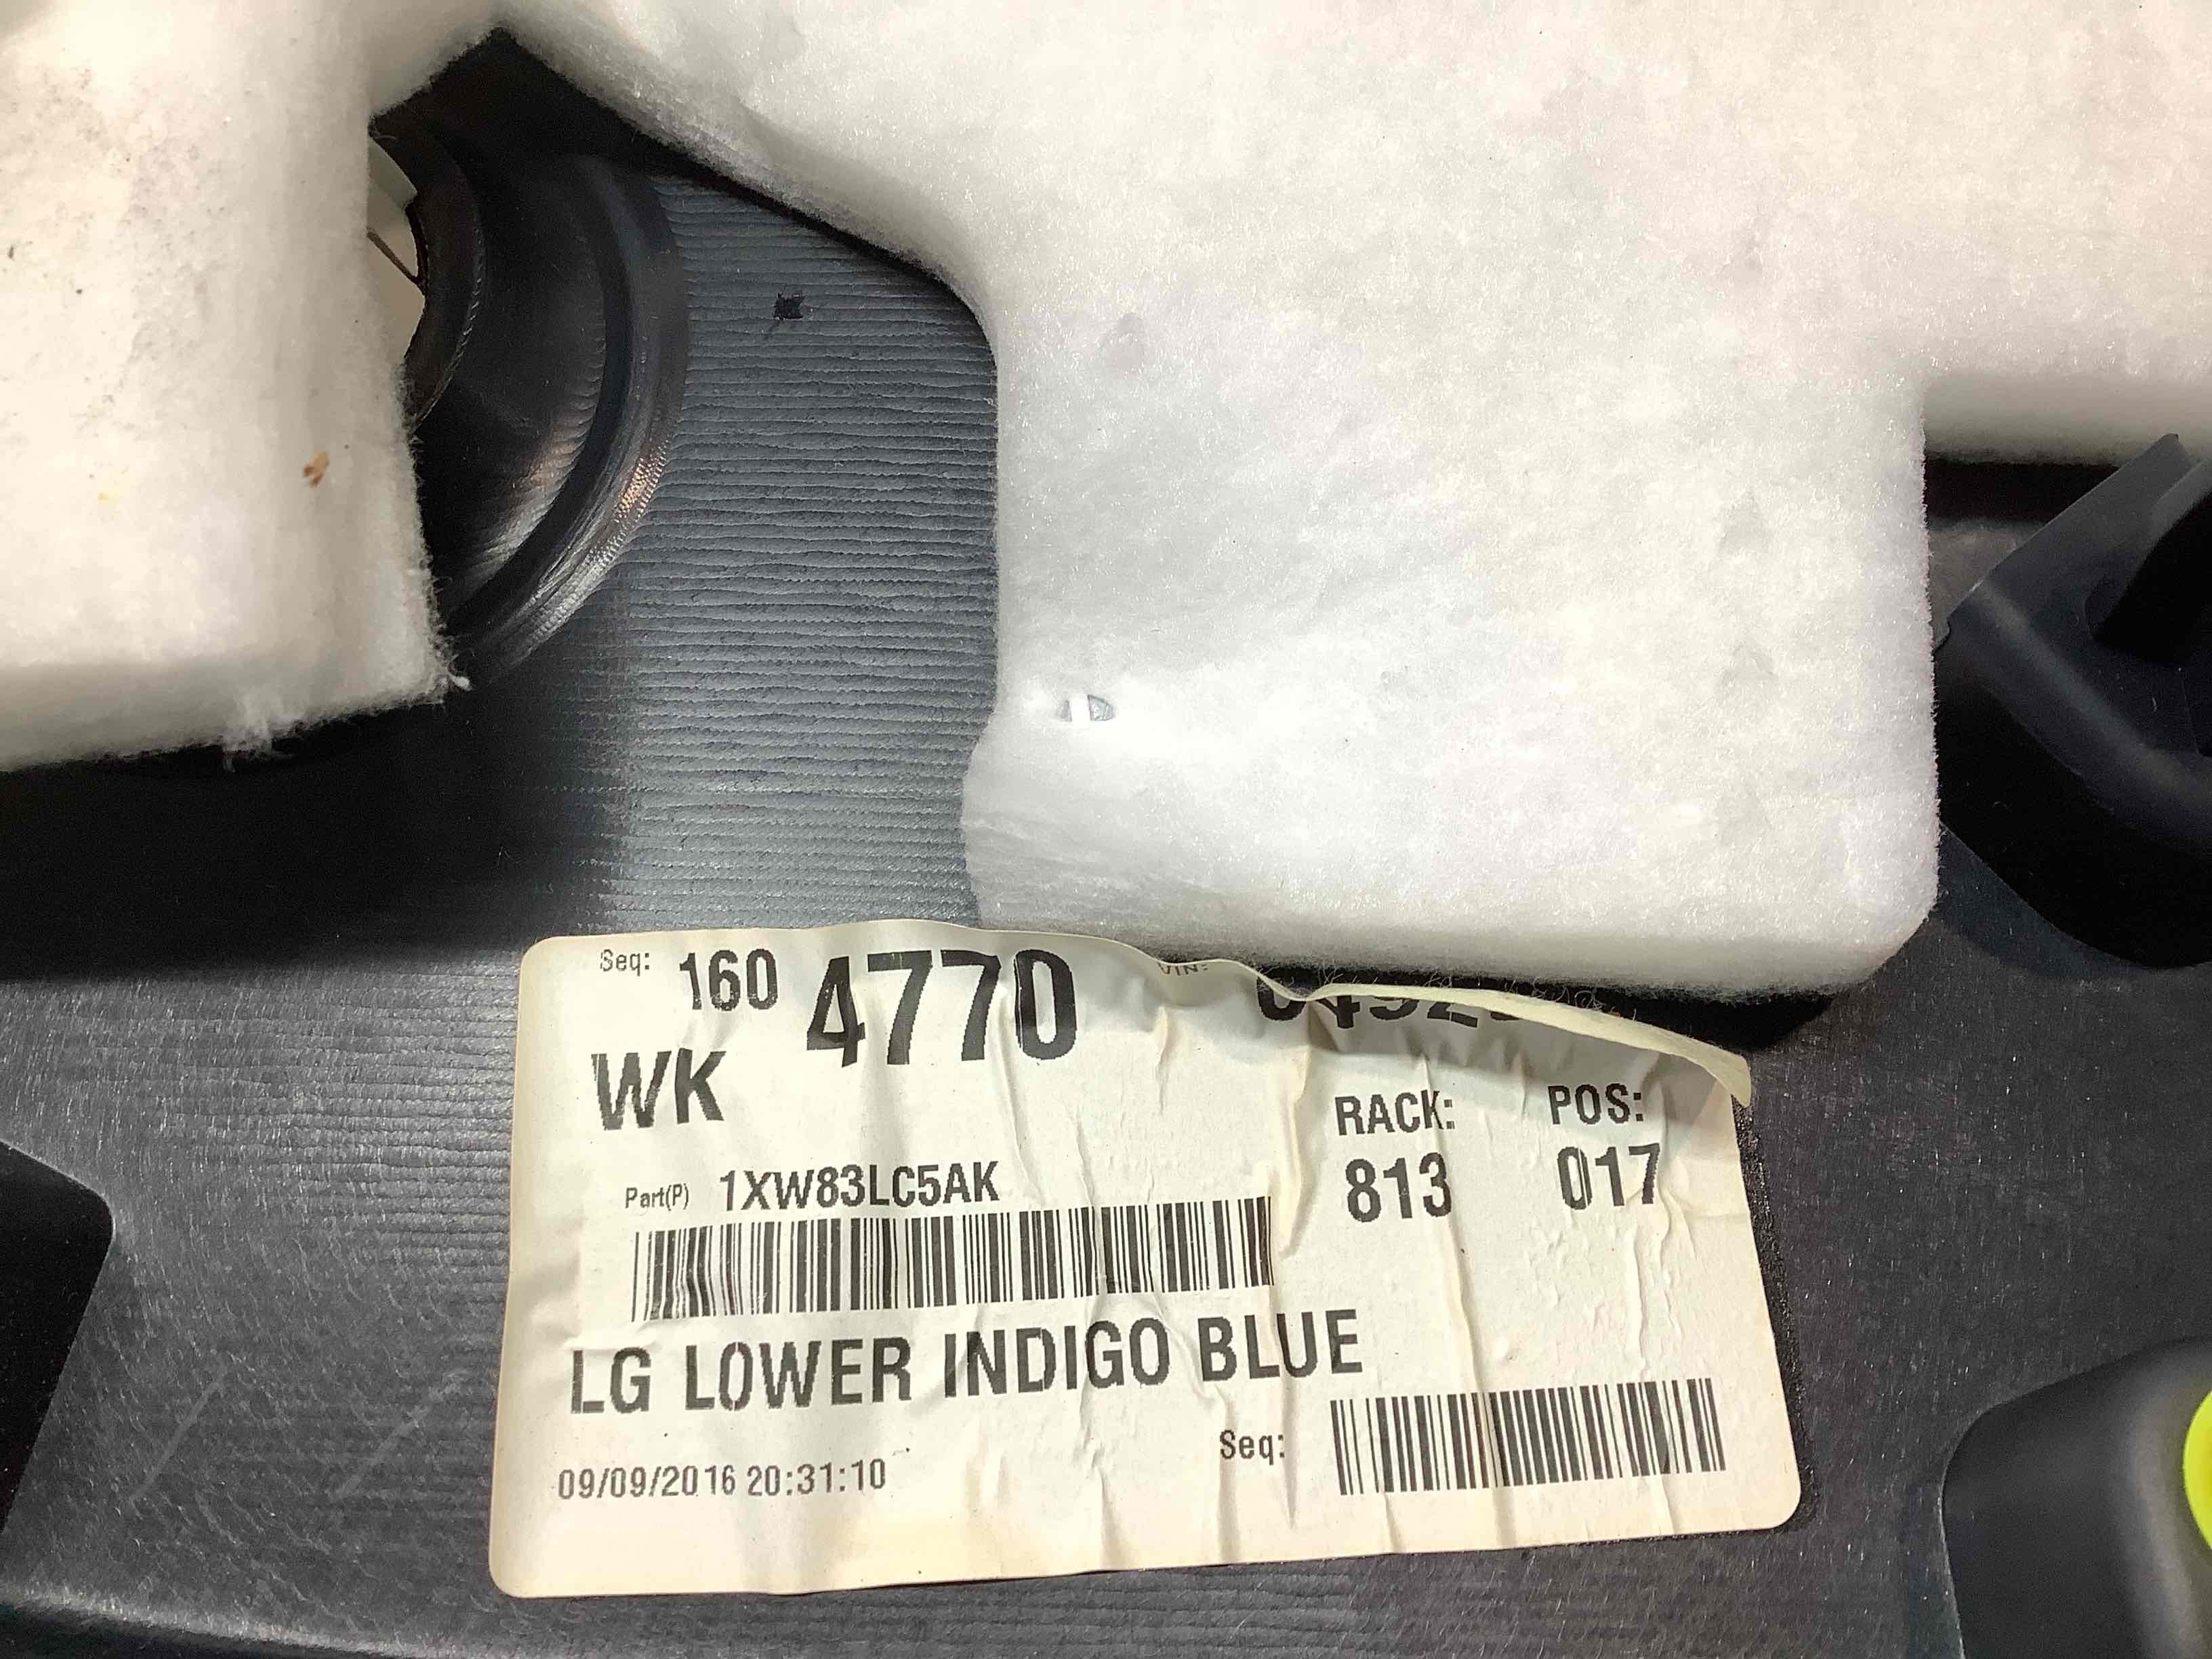 Seq: 160 4770 VIN:
WK
RACK: POS:
Part(P) 1XW83LC5AK 813 017
LG LOWER INDIGO BLUE
Seq:
09/09/2016 20:31:10